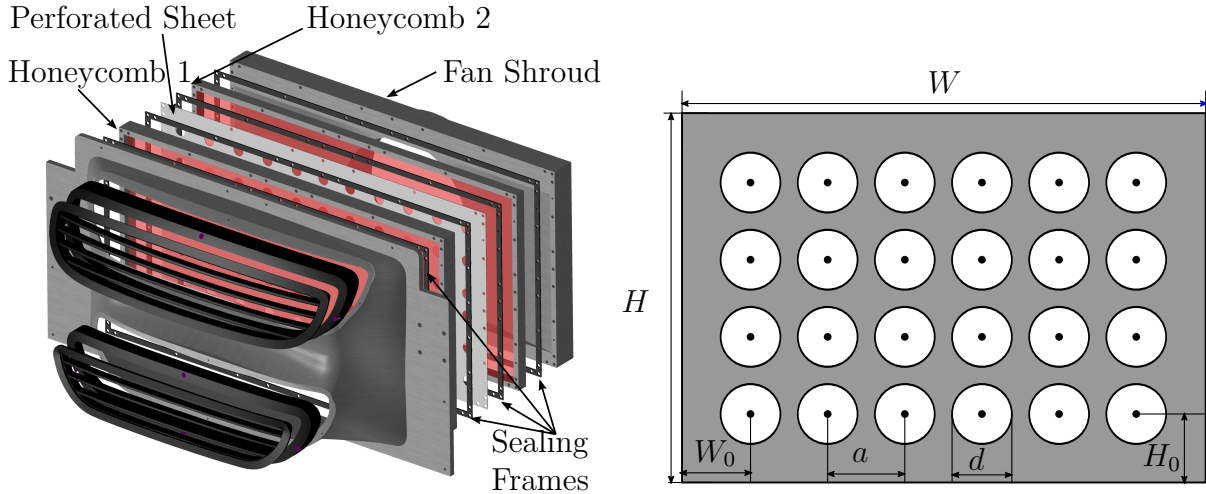 Perforated Sheet
Honeycomb 2
Honeycomb 1
Fan Shroud
Sealing
Frames
W
H
W₀
a
d
H₀